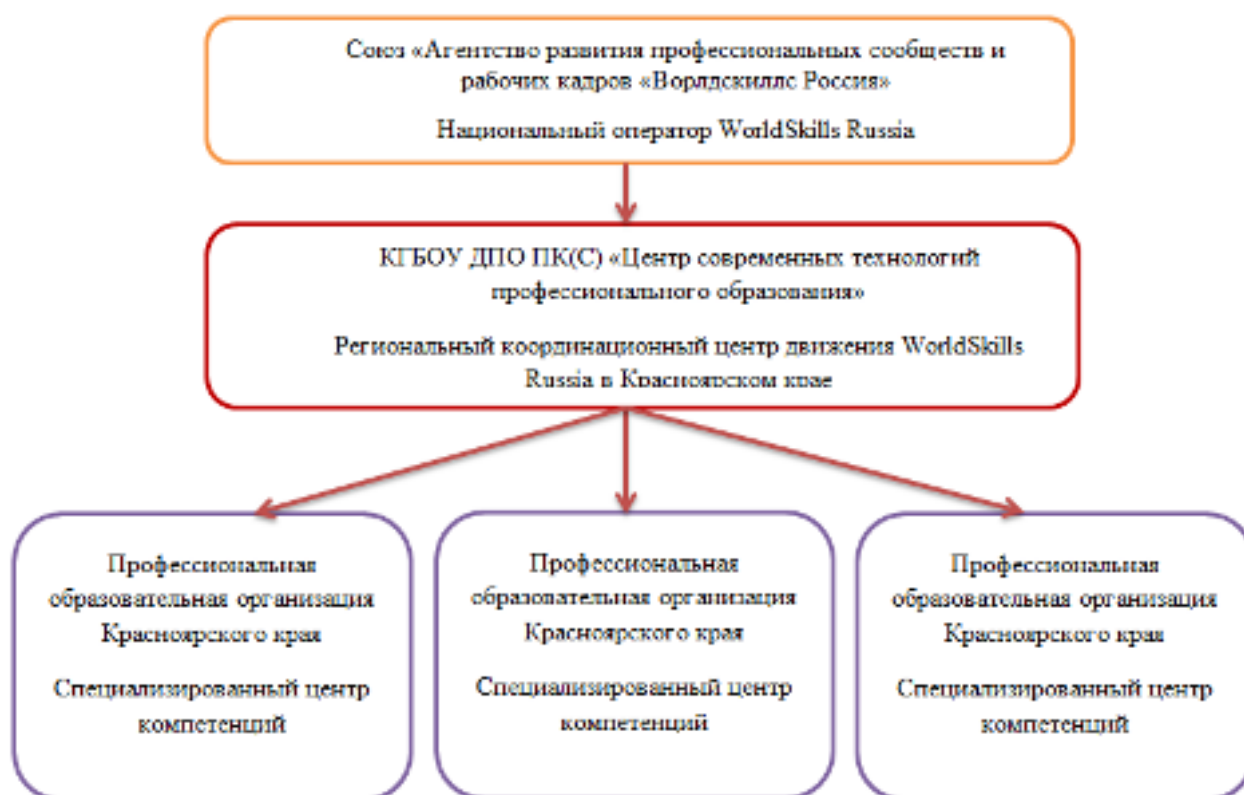 Союз «Агентство развития профессиональных сообществ и
рабочих кадров «Ворлдскиллс Россия»
Национальный оператор WorldSkills Russia
КГБОУ ДПО ПК(С) «Центр современных технологий
профессионального образования»
Региональный координационный центр движения WorldSkills
Russia в Красноярском крае
Профессиональная
образовательная организация
Красноярского края
Специализированный центр
компетенций
Профессиональная
образовательная организация
Красноярского края
Специализированный центр
компетенций
Профессиональная
образовательная организация
Красноярского края
Специализированный центр
компетенций